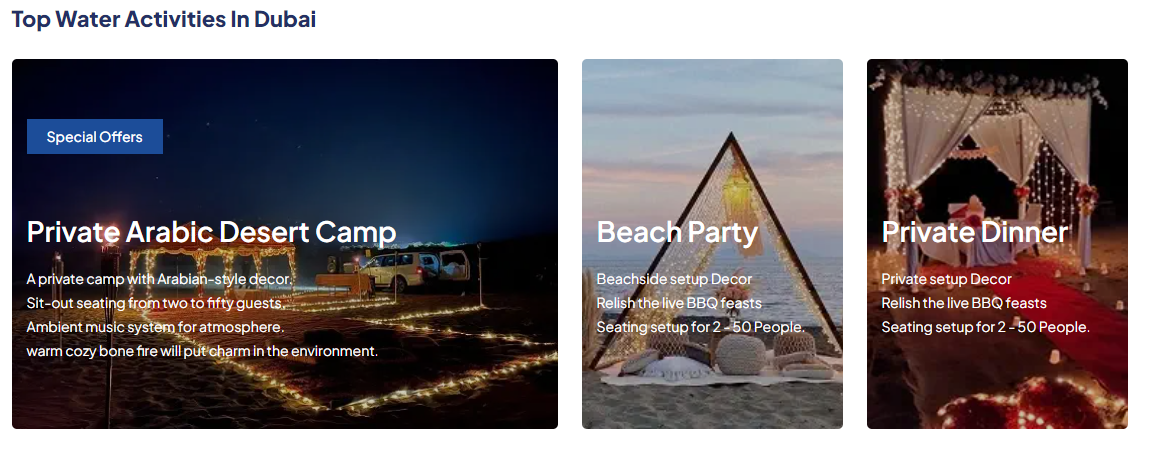 Top Water Activities In Dubai
Special Offers
Private Arabic Desert Camp
A private camp with Arabian-style decor.
Sit-out seating from two to fifty guests.
Ambient music system for atmosphere.
warm cozy bone fire will put charm in the environment.
Beach Party
Beachside setup Decor
Relish the live BBQ feasts
Seating setup for 2 - 50 People.
Private Dinner
Private setup Decor
Relish the live BBQ feasts
Seating setup for 2 - 50 People.